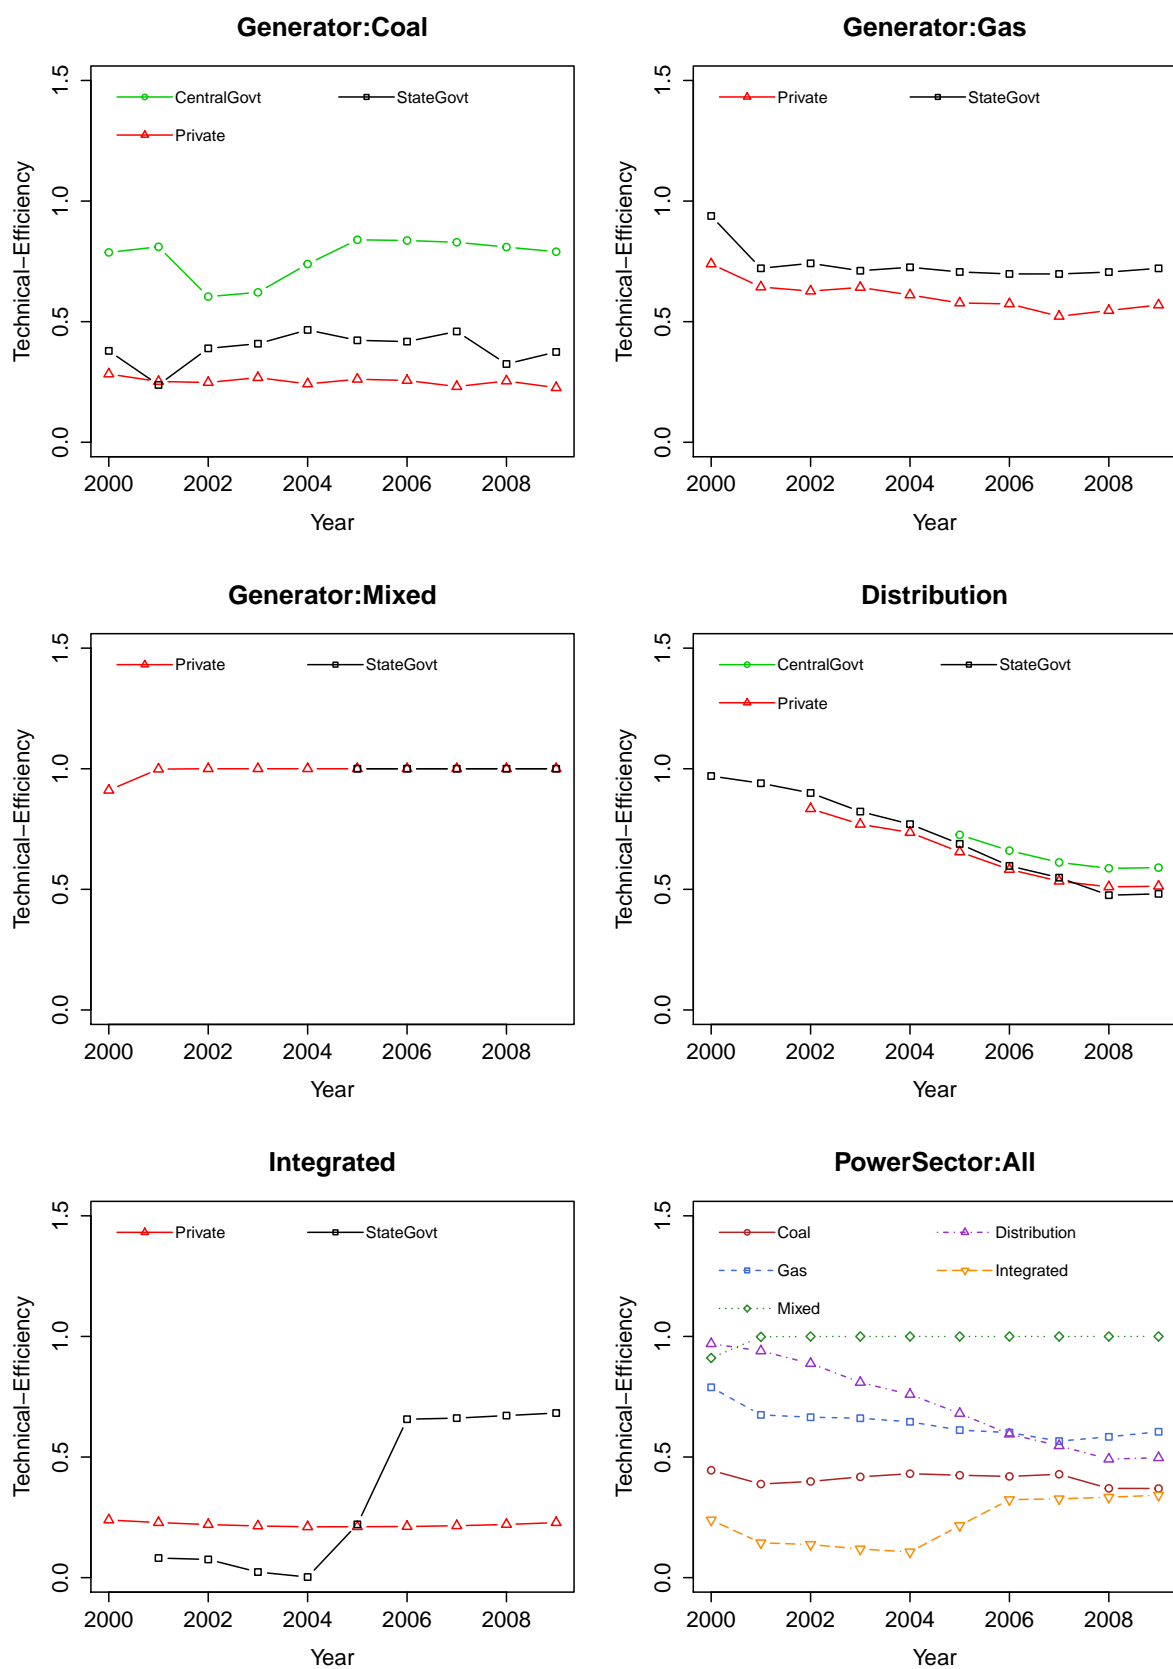 Generator:Coal
Technical−Efficiency
1.5
1.0
0.5
0.0
CentralGovt
StateGovt
Private
2000
2002
2004
2006
2008
Year
Generator:Gas
Technical−Efficiency
1.5
1.0
0.5
0.0
Private
StateGovt
2000
2002
2004
2006
2008
Year
Generator:Mixed
Technical−Efficiency
1.5
1.0
0.5
0.0
Private
StateGovt
2000
2002
2004
2006
2008
Year
Distribution
Technical−Efficiency
1.5
1.0
0.5
0.0
CentralGovt
StateGovt
Private
2000
2002
2004
2006
2008
Year
Integrated
Technical−Efficiency
1.5
1.0
0.5
0.0
Private
StateGovt
2000
2002
2004
2006
2008
Year
PowerSector:All
Technical−Efficiency
1.5
1.0
0.5
0.0
Coal
Distribution
Gas
Integrated
Mixed
2000
2002
2004
2006
2008
Year